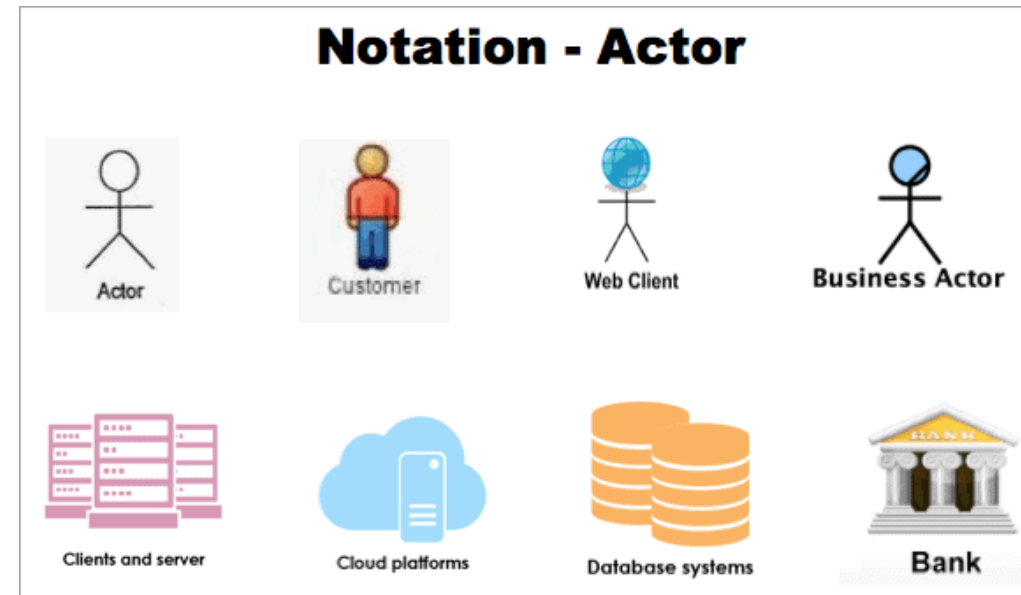 Notation - Actor
Actor
Customer
Web Client
Business Actor
Clients and server
Cloud platforms
Database systems
BANK
Bank